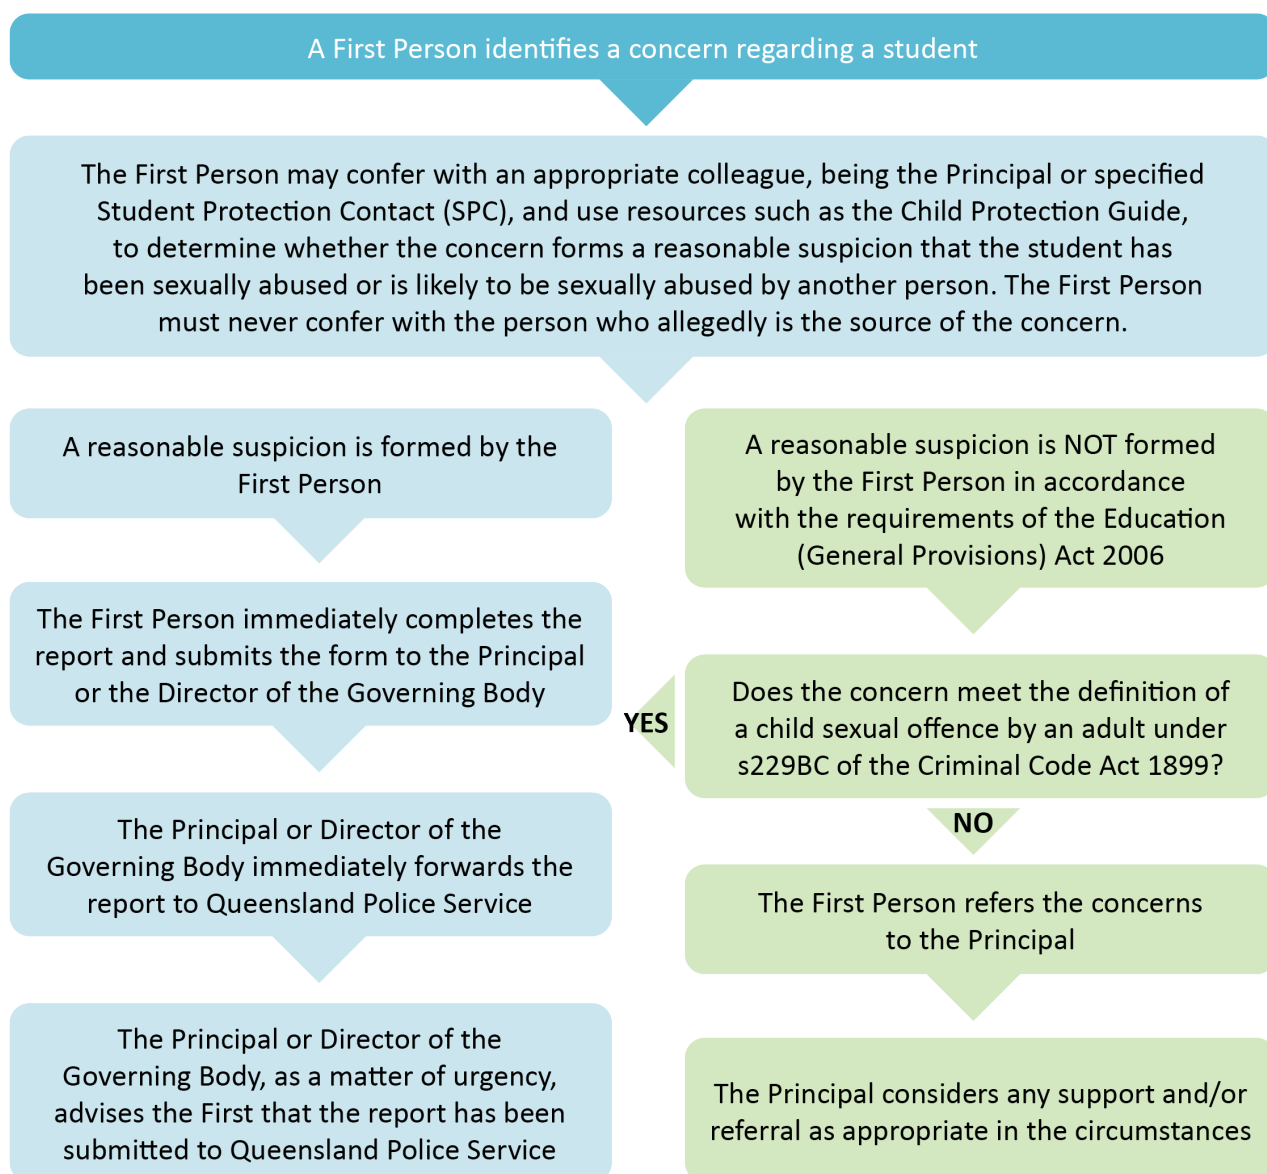 A First Person identifies a concern regarding a student
The First Person may confer with an appropriate colleague, being the Principal or specified
Student Protection Contact (SPC), and use resources such as the Child Protection Guide,
to determine whether the concern forms a reasonable suspicion that the student has
been sexually abused or is likely to be sexually abused by another person. The First Person
must never confer with the person who allegedly is the source of the concern.
A reasonable suspicion is formed by the
First Person
The First Person immediately completes the
report and submits the form to the Principal
or the Director of the Governing Body
The Principal or Director of the
Governing Body immediately forwards the
report to Queensland Police Service
The Principal or Director of the
Governing Body, as a matter of urgency,
advises the First that the report has been
submitted to Queensland Police Service
A reasonable suspicion is NOT formed
by the First Person in accordance
with the requirements of the Education
(General Provisions) Act 2006
Does the concern meet the definition of
a child sexual offence by an adult under
s229BC of the Criminal Code Act 1899?
YES
NO
The First Person refers the concerns
to the Principal
The Principal considers any support and/or
referral as appropriate in the circumstances